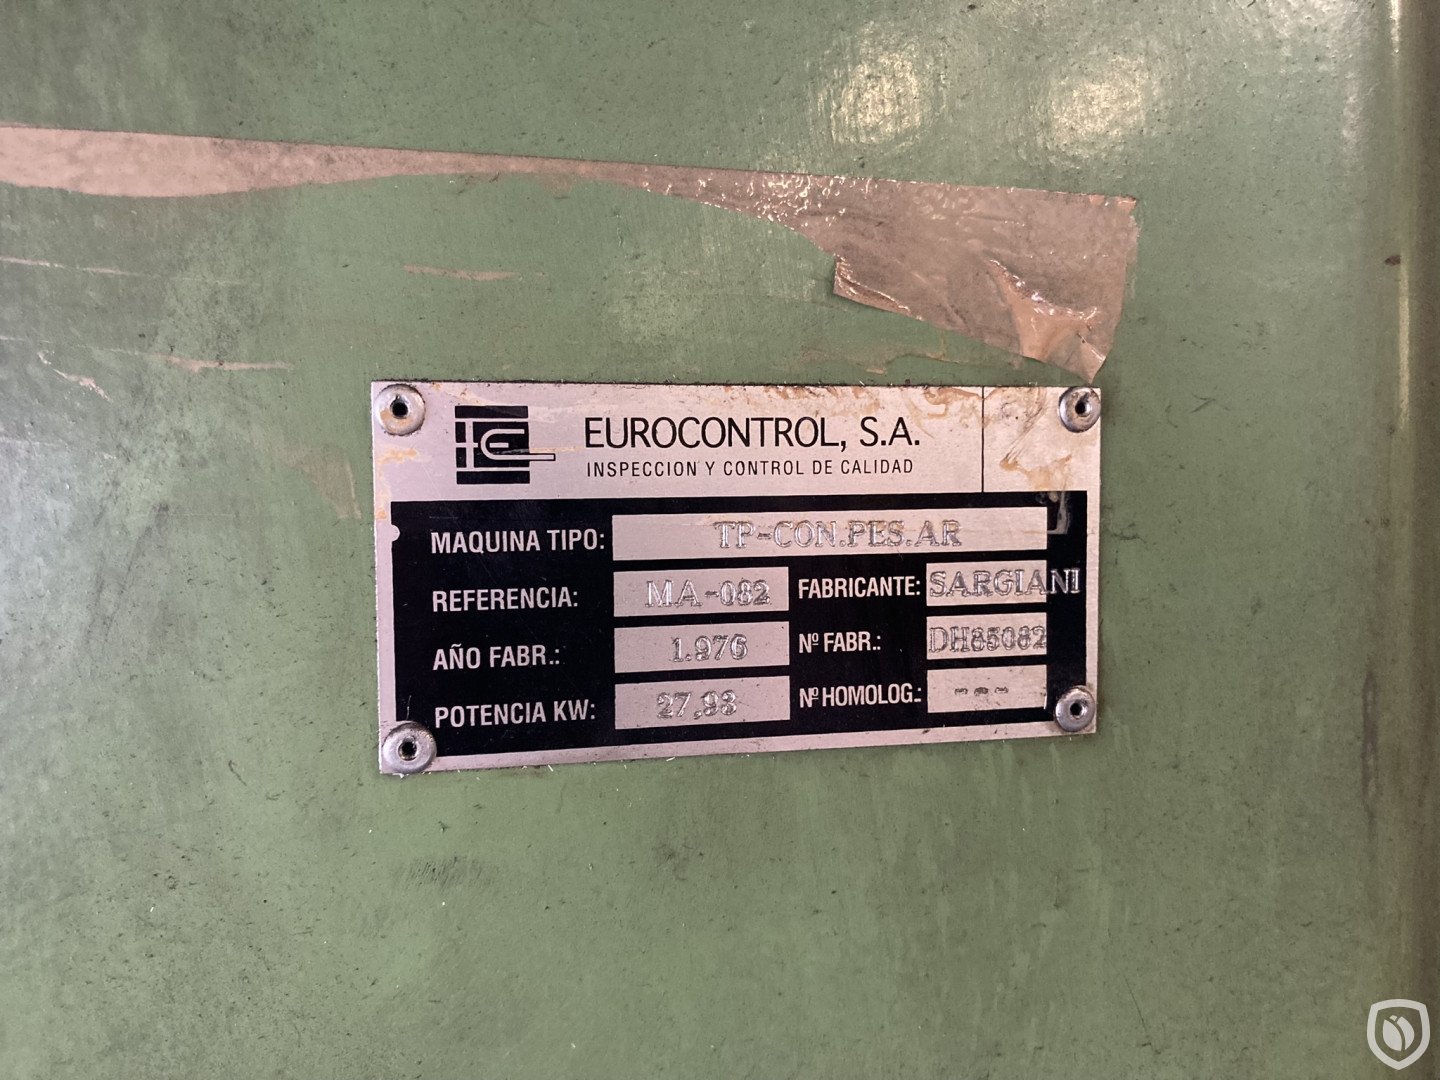 EUROCONTROL, S.A.
INSPECCION Y CONTROL DE CALIDAD
MAQUINA TIPO: TP-CON.PES.AR
REFERENCIA: MA-082 FABRICANTE: SARGIANI
AÑO FABR.: 1.976 Nº FABR.: DH85082
POTENCIA KW: 27,93 Nº HOMOLOG.: ---